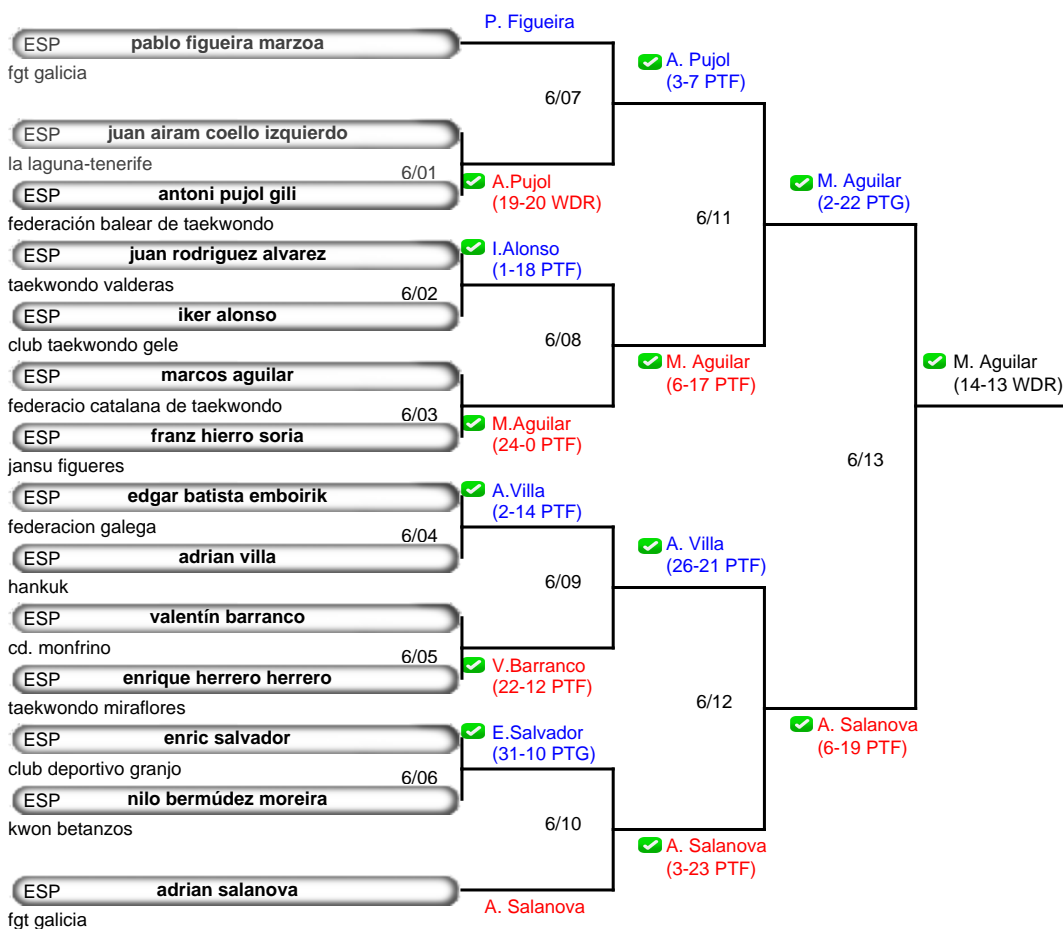 P. Figueira
ESP pablo figueira marzoa
fgt galicia
A. Pujol
(3-7 PTF)
6/07
ESP juan airam coello izquierdo
la laguna-tenerife
6/01
ESP antoni pujol gili
federación balear de taekwondo
A.Pujol
(19-20 WDR)
M. Aguilar
(2-22 PTG)
6/11
ESP juan rodriguez alvarez
taekwondo valderas
I.Alonso
(1-18 PTF)
6/02
ESP iker alonso
club taekwondo gele
6/08
ESP marcos aguilar
federacio catalana de taekwondo
M. Aguilar
(6-17 PTF)
M. Aguilar
(14-13 WDR)
6/03
ESP franz hierro soria
jansu figueres
M.Aguilar
(24-0 PTF)
6/13
ESP edgar batista emboirik
federacion galega
A.Villa
(2-14 PTF)
6/04
ESP adrian villa
hankuk
A. Villa
(26-21 PTF)
6/09
ESP valentín barranco
cd. monfrino
6/05
ESP enrique herrero herrero
taekwondo miraflores
V.Barranco
(22-12 PTF)
6/12
ESP enric salvador
club deportivo granjo
E.Salvador
(31-10 PTG)
A. Salanova
(6-19 PTF)
6/06
ESP nilo bermúdez moreira
kwon betanzos
6/10
A. Salanova
(3-23 PTF)
ESP adrian salanova
fgt galicia
A. Salanova